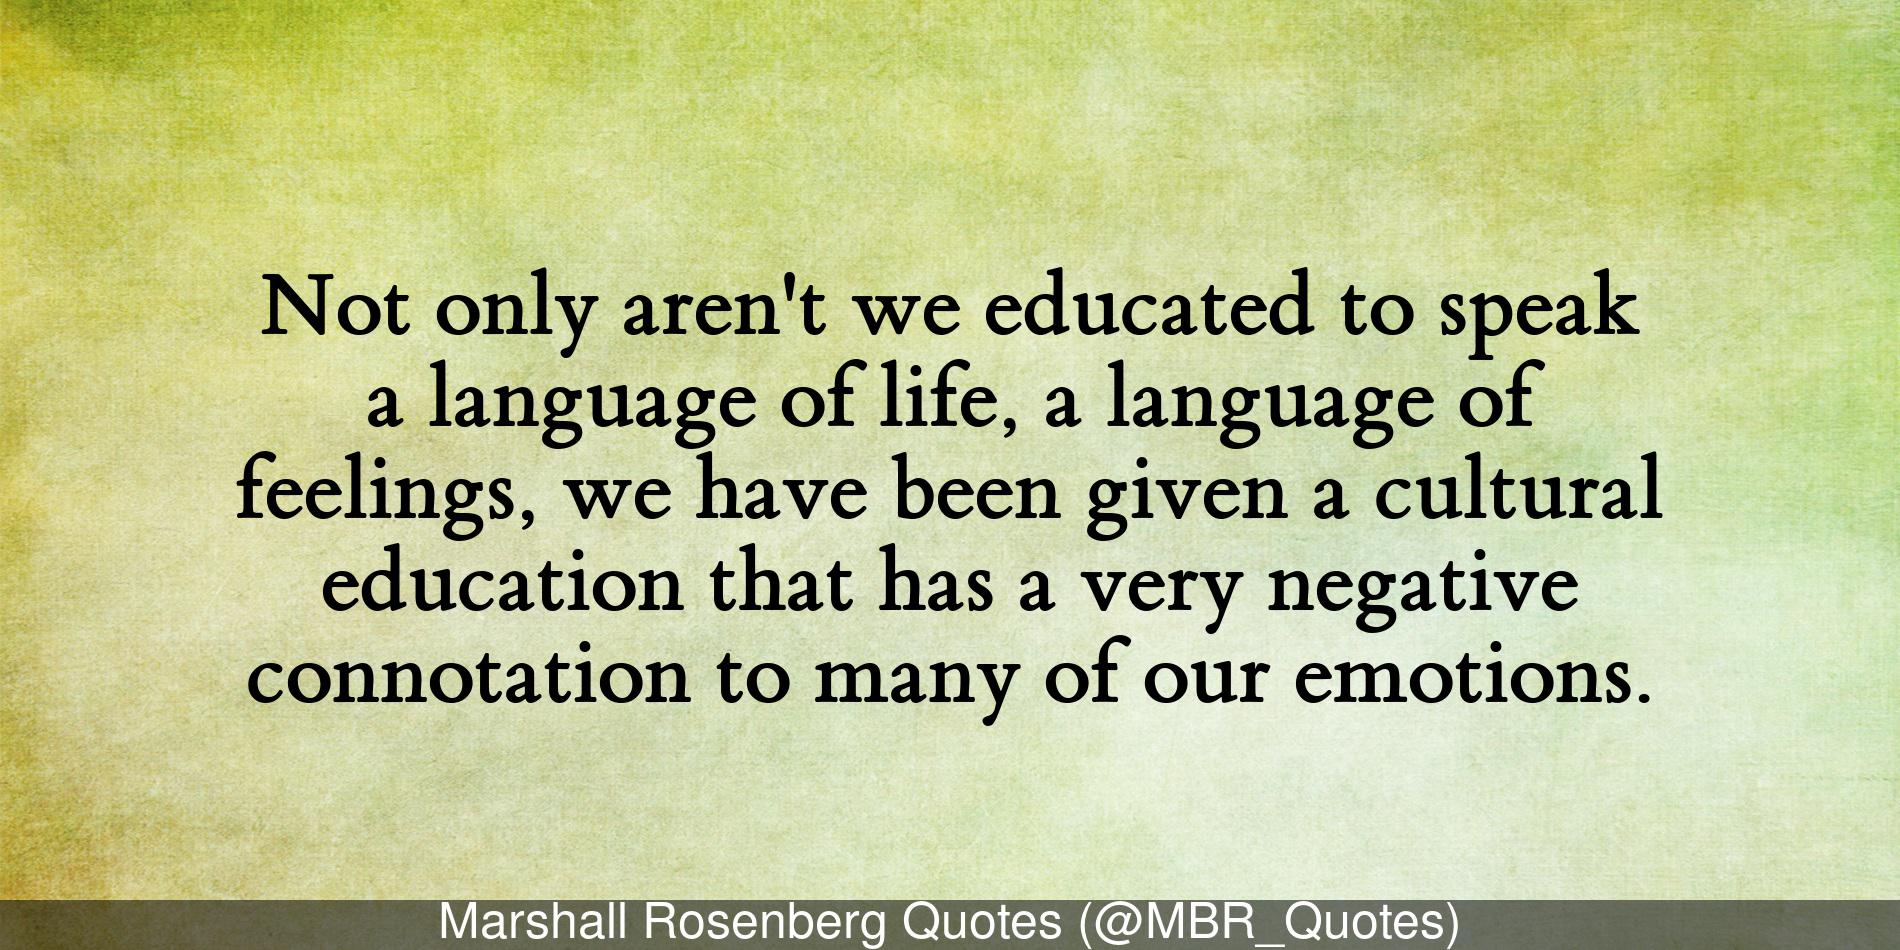 Not only aren't we educated to speak
a language of life, a language of
feelings, we have been given a cultural
education that has a very negative
connotation to many of our emotions.
Marshall Rosenberg Quotes (@MBR_Quotes)